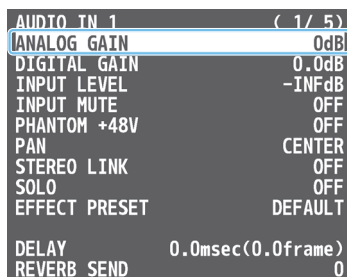 AUDIO IN 1 ( 1/ 5)
ANALOG GAIN 0dB
DIGITAL GAIN 0.0dB
INPUT LEVEL -INFdB
INPUT MUTE OFF
PHANTOM +48V OFF
PAN CENTER
STEREO LINK OFF
SOLO OFF
EFFECT PRESET DEFAULT
DELAY 0.0msec(0.0frame)
REVERB SEND 0